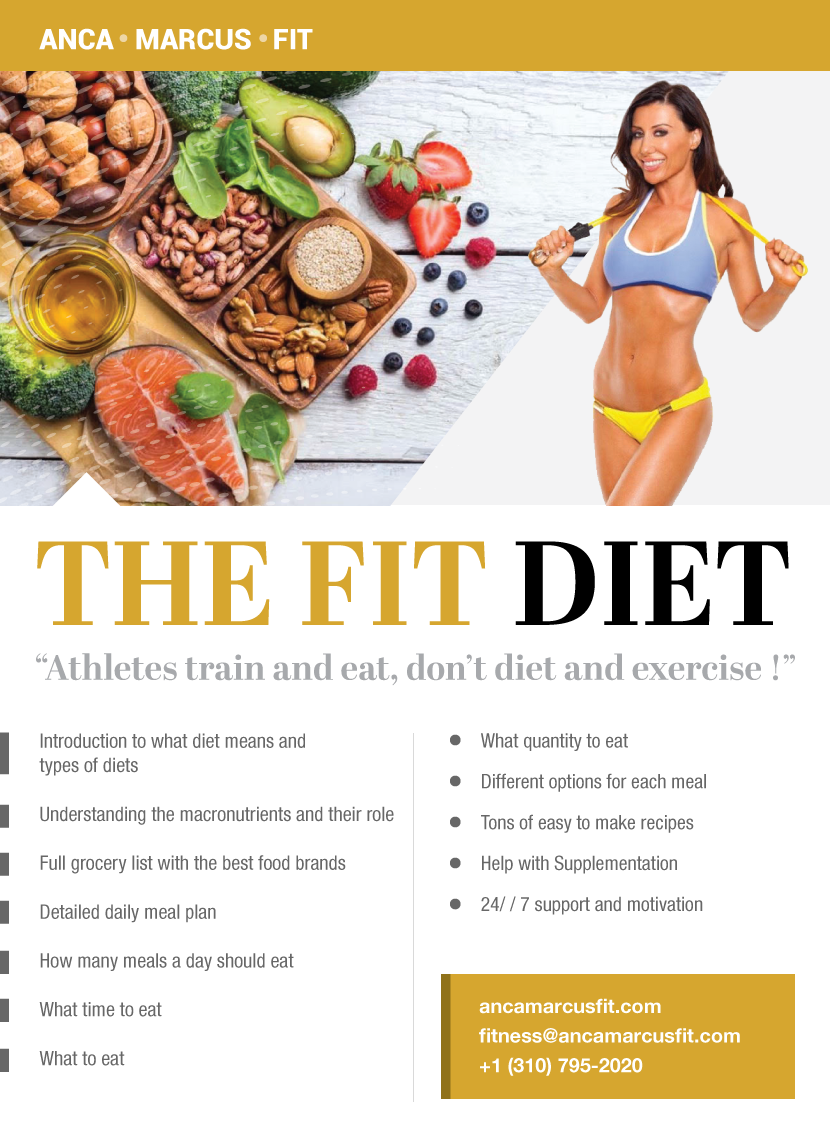 ANCA • MARCUS • FIT
THE FIT DIET
“Athletes train and eat, don’t diet and exercise !”
Introduction to what diet means and
types of diets
Understanding the macronutrients and their role
Full grocery list with the best food brands
Detailed daily meal plan
How many meals a day should eat
What time to eat
What to eat
What quantity to eat
Different options for each meal
Tons of easy to make recipes
Help with Supplementation
24/ / 7 support and motivation
ancamarcusfit.com
fitness@ancamarcusfit.com
+1 (310) 795-2020